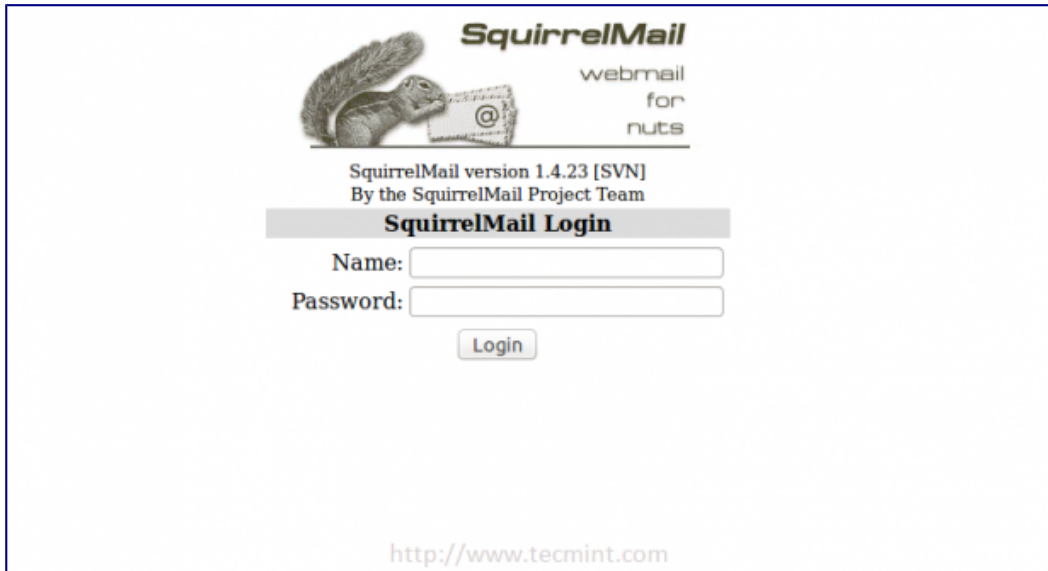 SquirrelMail
webmail
for
nuts
@
SquirrelMail version 1.4.23 [SVN]
By the SquirrelMail Project Team
SquirrelMail Login
Name:
Password:
Login
http://www.tecmint.com